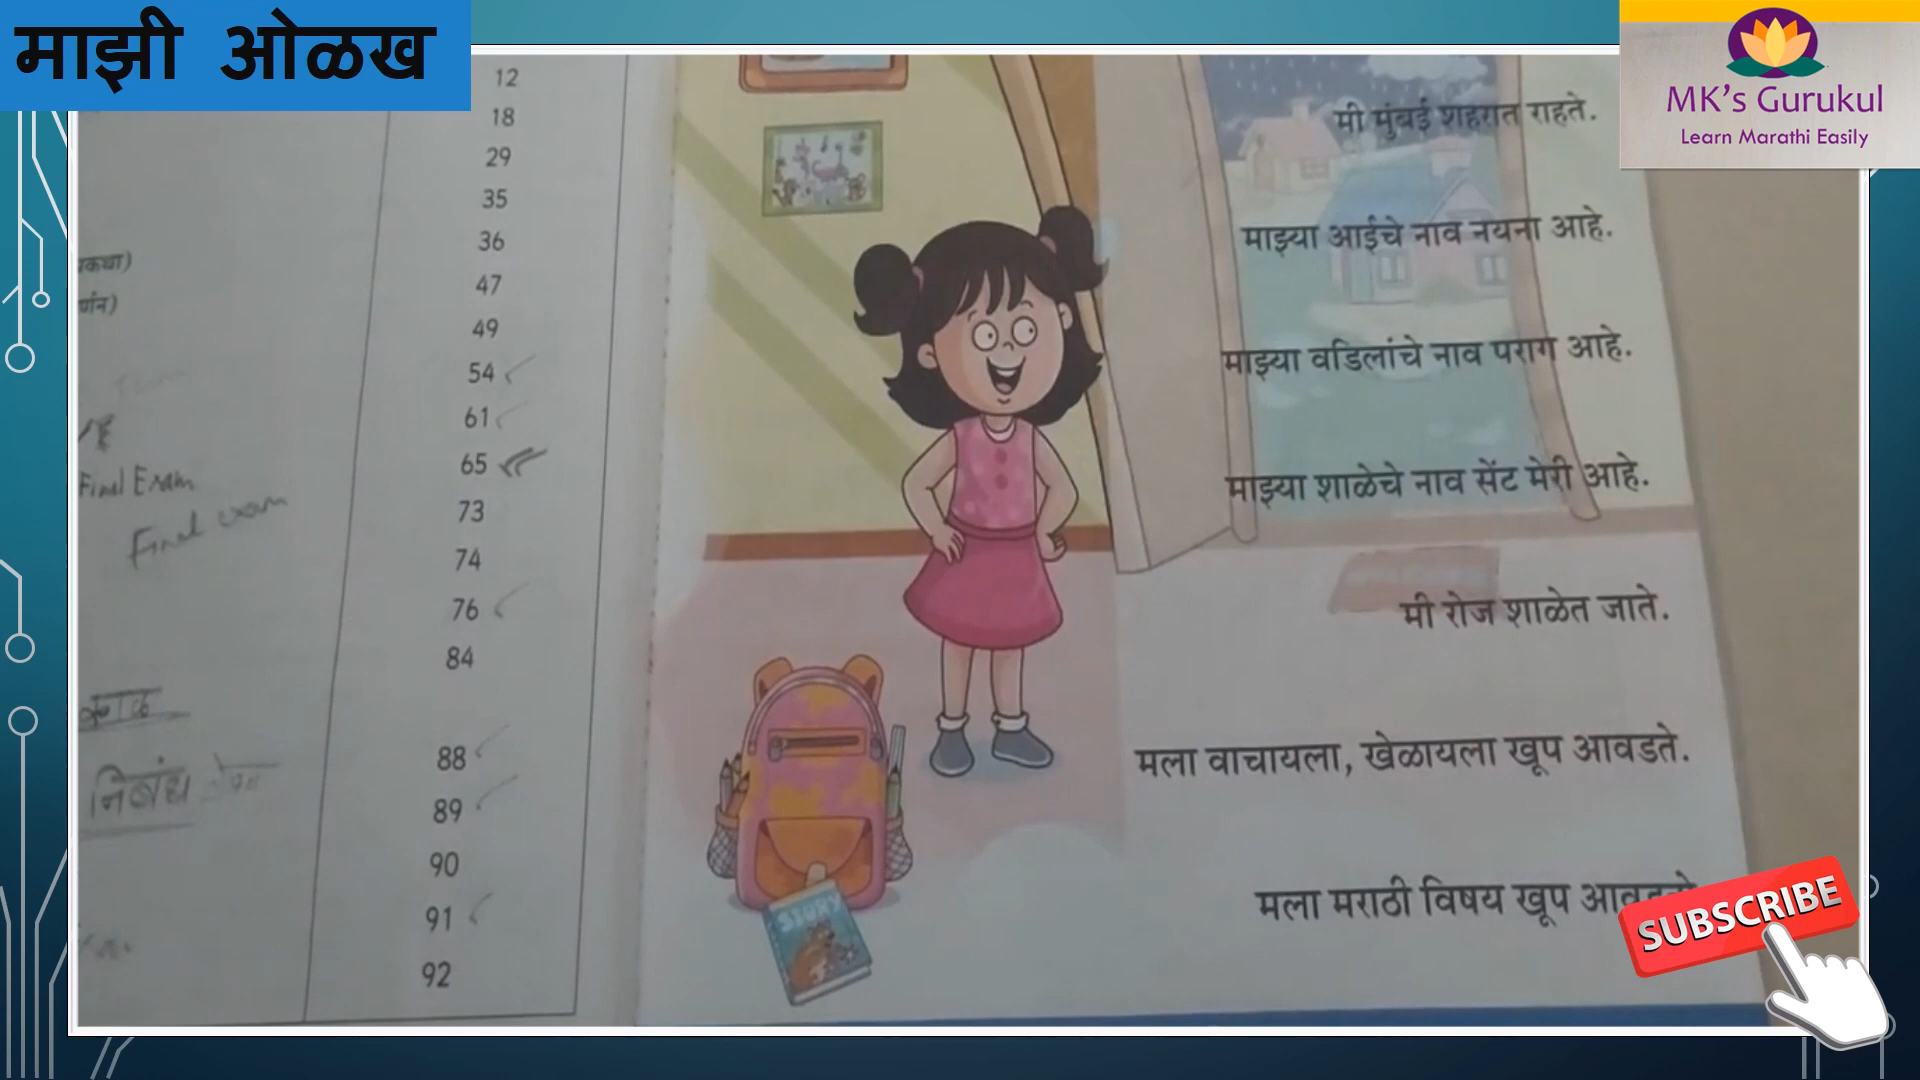 माझी ओळख
MK's Gurukul
Learn Marathi Easily
12
18
29
35
36
47
49
54
61
65
73
74
76
84
88
89
90
91
92
Final Exam
Final exam
निबंध
मी मुंबई शहरात राहते.
माझ्या आईचे नाव नयना आहे.
माझ्या वडिलांचे नाव पराग आहे.
माझ्या शाळेचे नाव सेंट मेरी आहे.
मी रोज शाळेत जाते.
मला वाचायला, खेळायला खूप आवडते.
मला मराठी विषय खूप
STORY
SUBSCRIBE